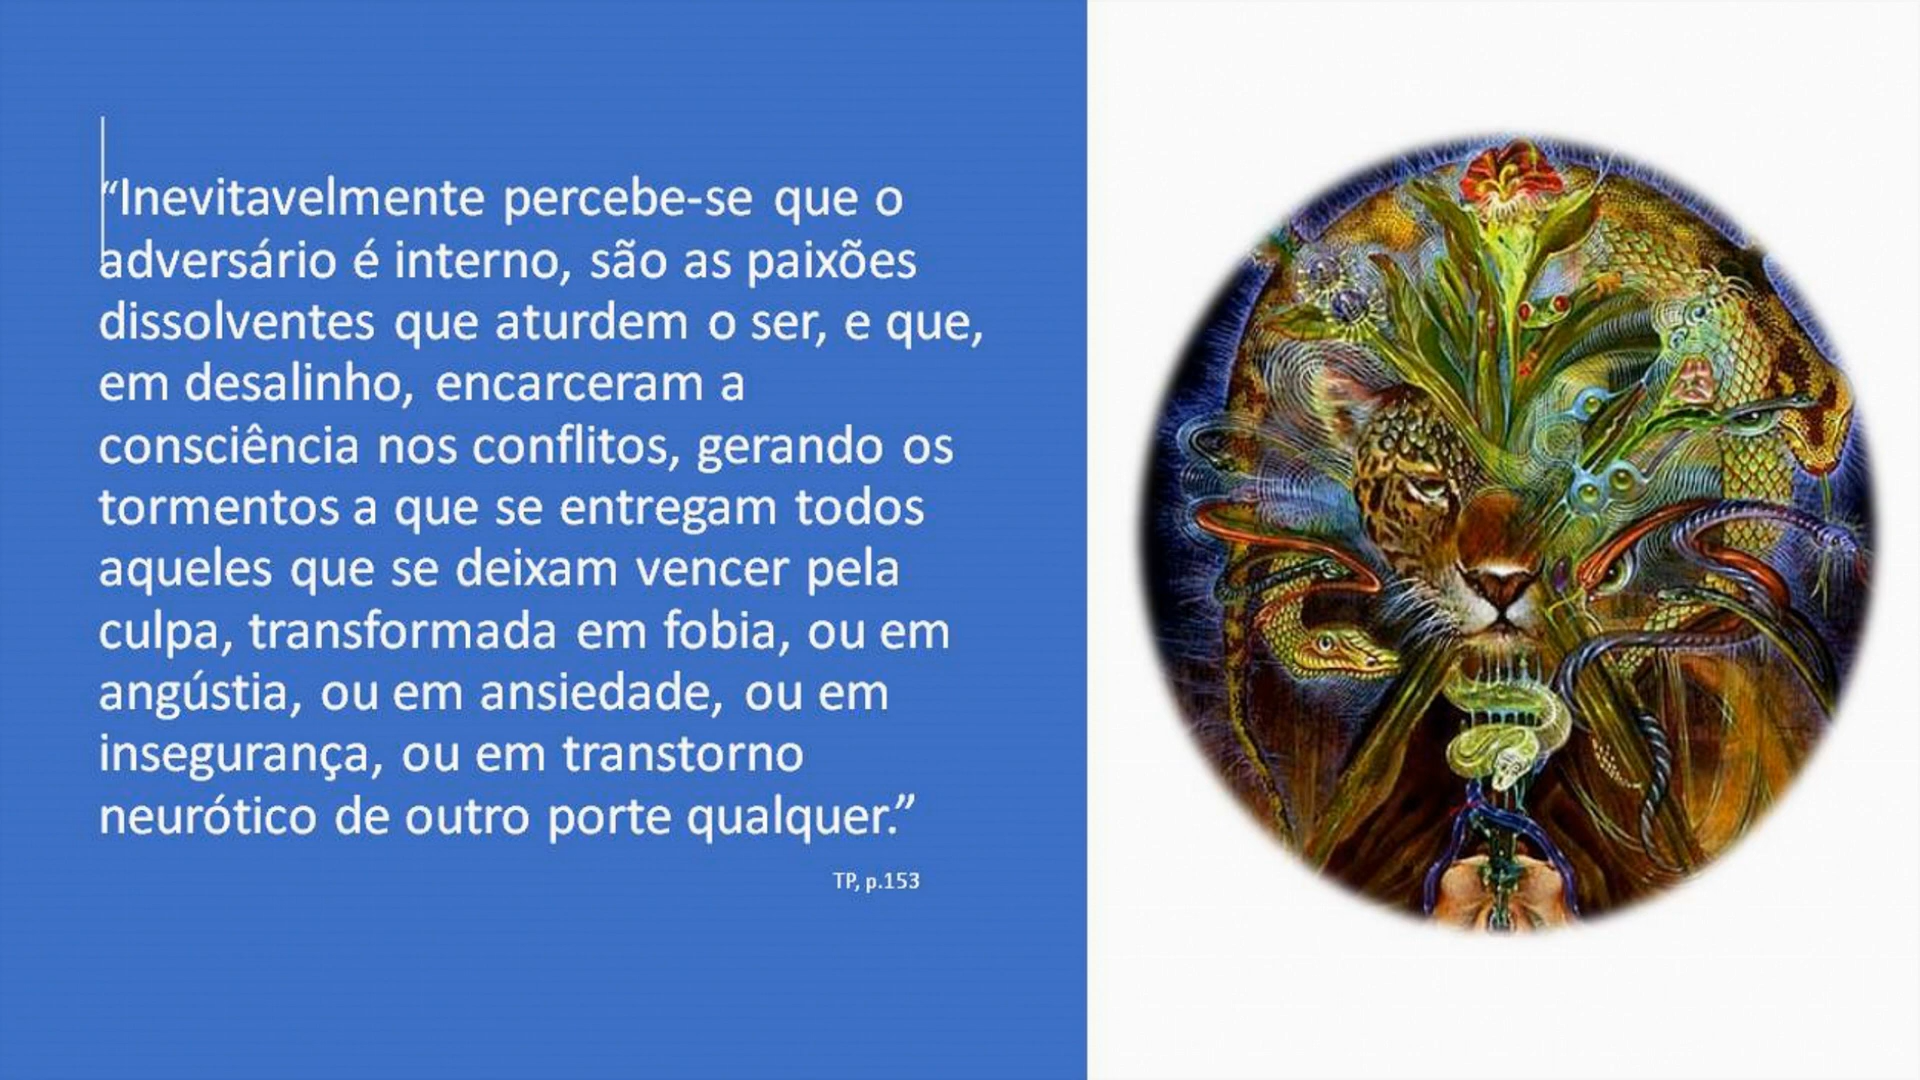 “Inevitavelmente percebe-se que o
adversário é interno, são as paixões
dissolventes que aturdem o ser, e que,
em desalinho, encarceram a
consciência nos conflitos, gerando os
tormentos a que se entregam todos
aqueles que se deixam vencer pela
culpa, transformada em fobia, ou em
angústia, ou em ansiedade, ou em
insegurança, ou em transtorno
neurótico de outro porte qualquer.”
TP, p.153